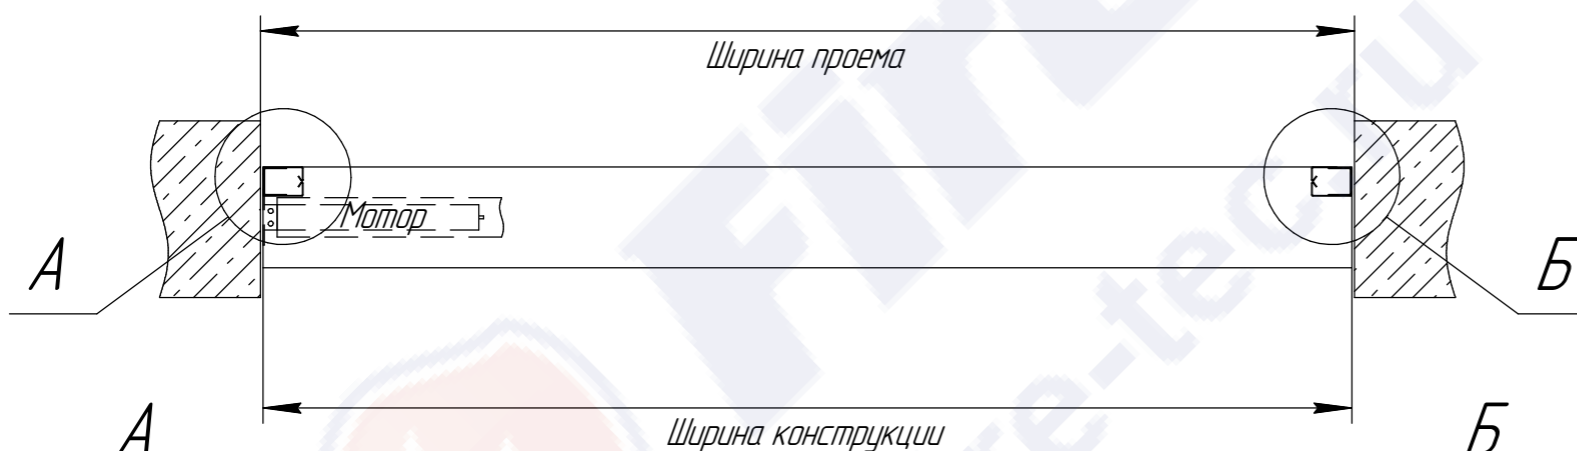 Ширина проема
Мотор
А
Б
Ширина конструкции
А
Б